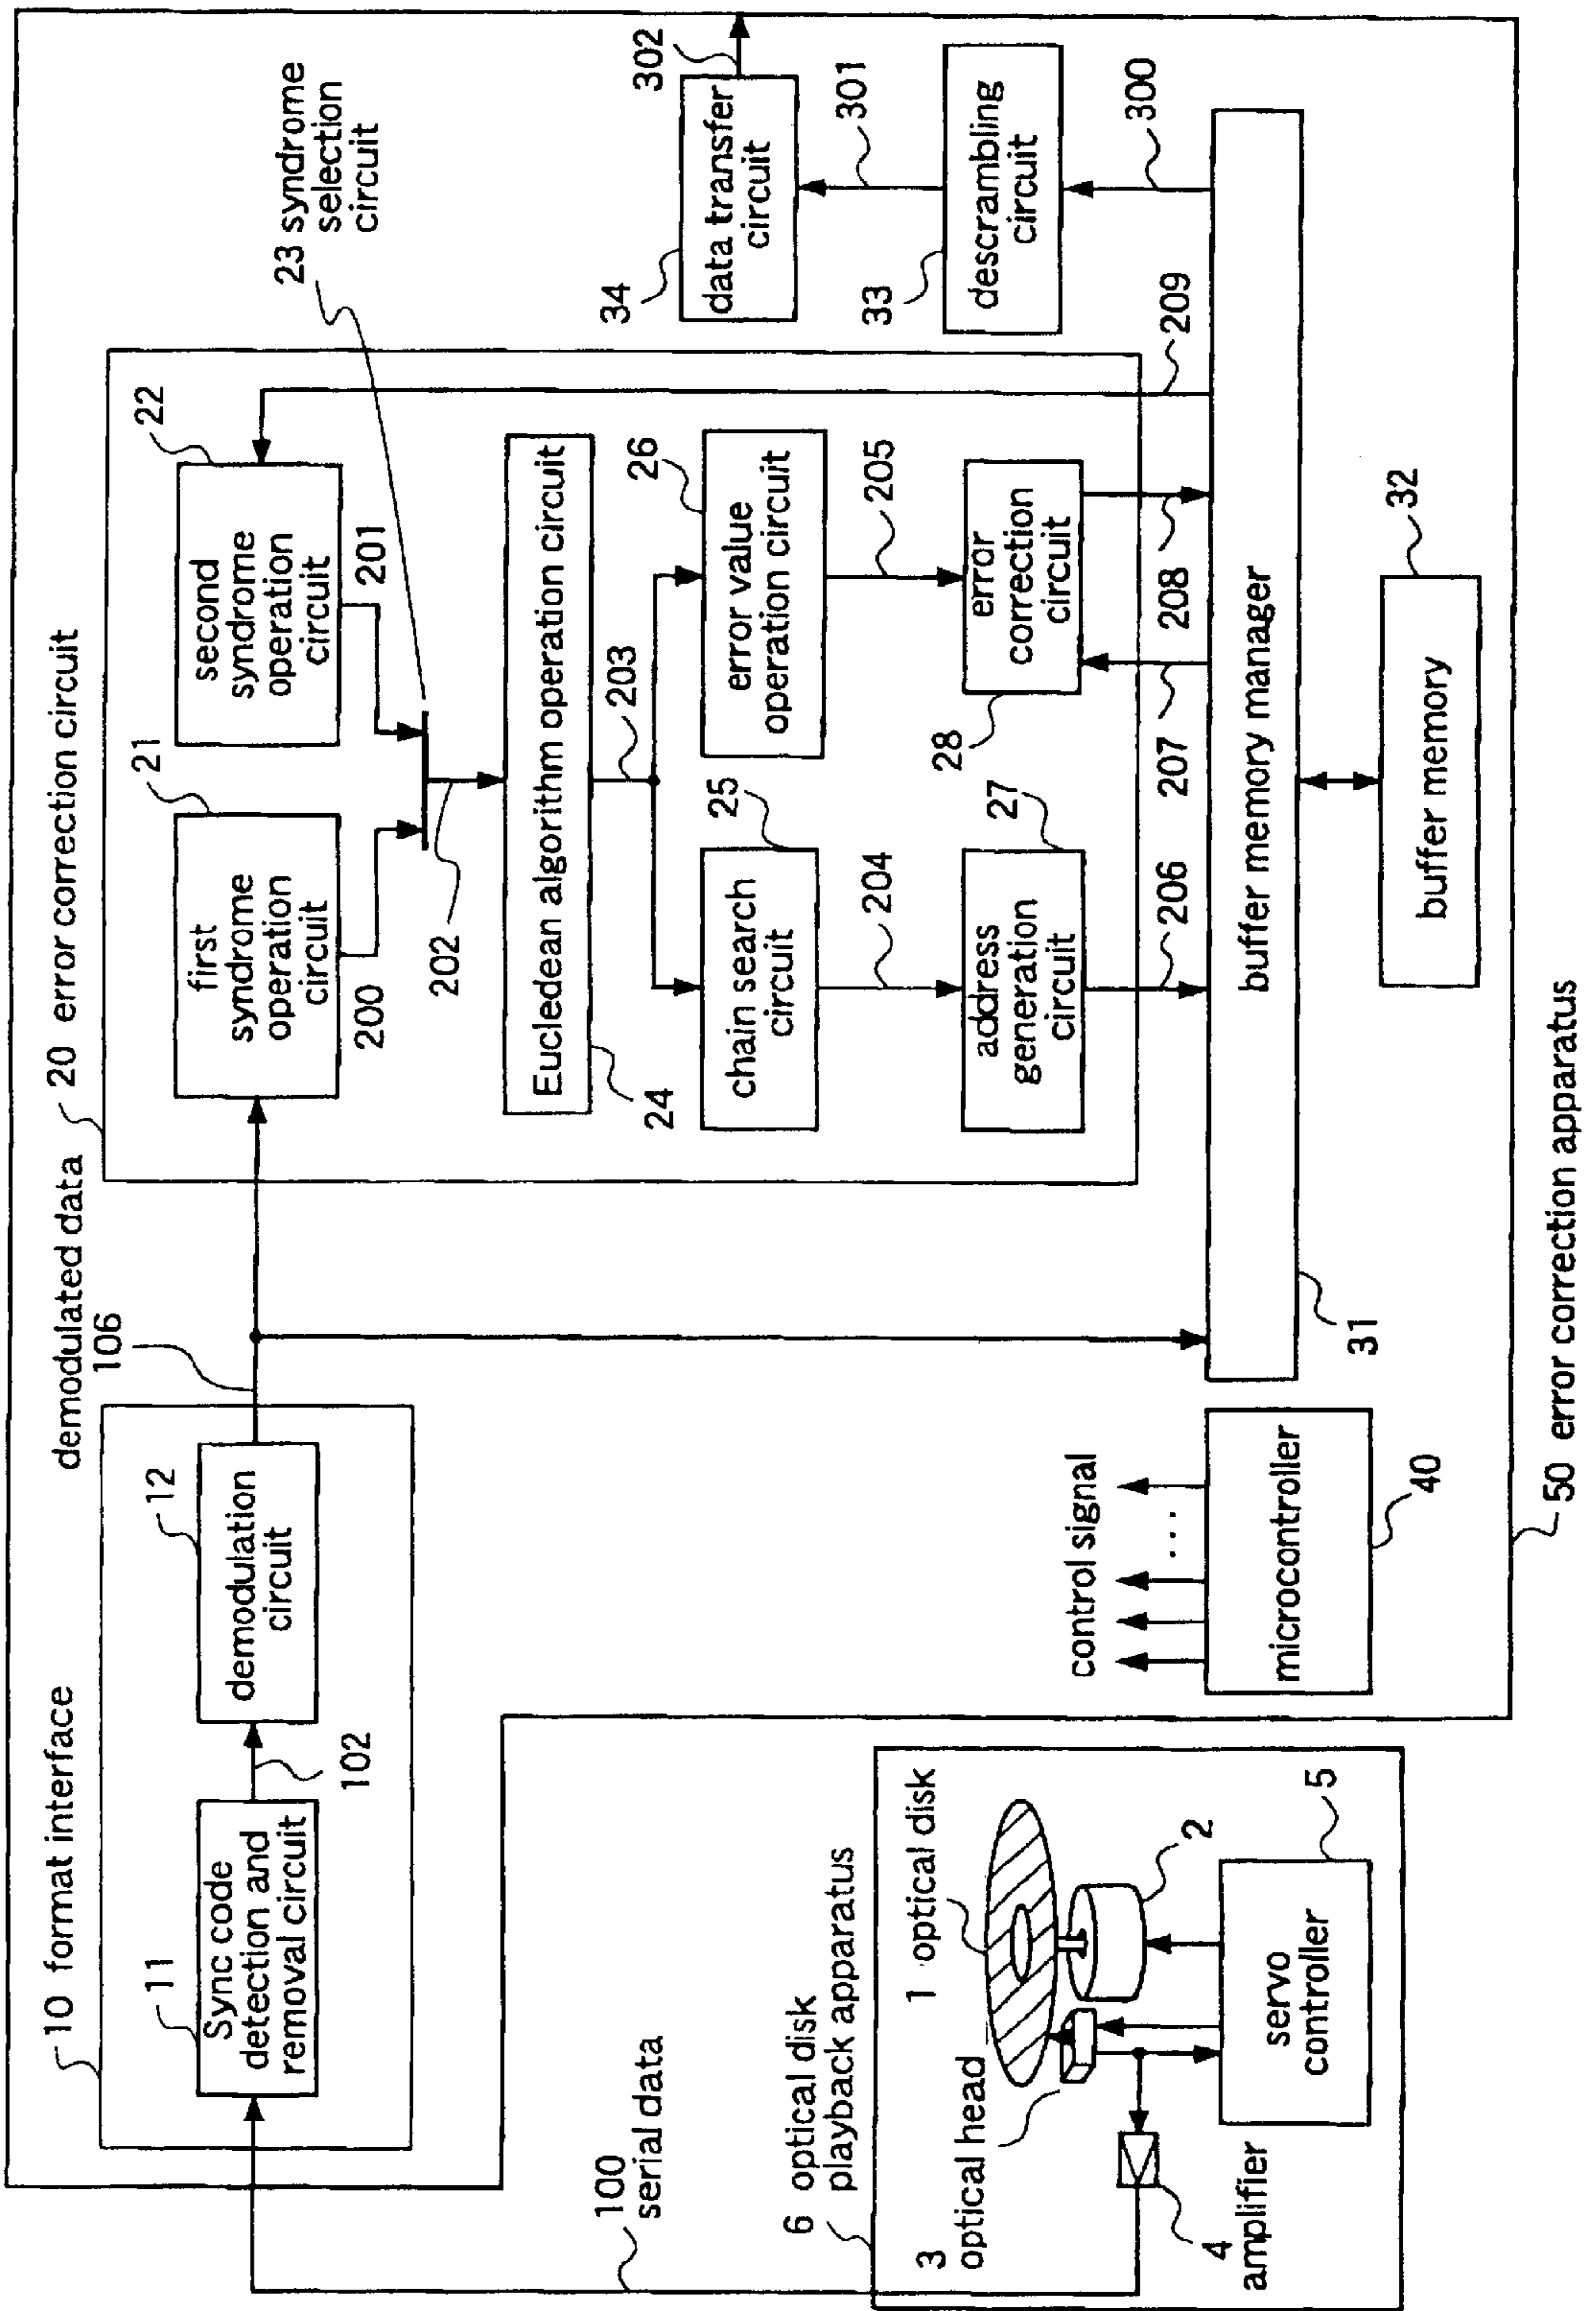 10 format interface
11
Sync code
detection and
removal circuit
102
12
demodulation
circuit
demodulated data
106
20 error correction circuit
21
first
syndrome
operation
circuit
200
22
second
syndrome
operation
circuit
201
23 syndrome
selection
circuit
202
Eucledean algorithm operation circuit
24
203
25
chain search
circuit
204
26
error value
operation circuit
205
27
address
generation
circuit
206
28
error
correction
circuit
207
208
209
34
data transfer
circuit
302
301
33
descrambling
circuit
300
buffer memory manager
31
32
buffer memory
control signal
...
microcontroller
40
50 error correction apparatus
100
serial data
6 optical disk
playback apparatus
1 optical disk
2
3
optical head
4
amplifier
5
servo
controller